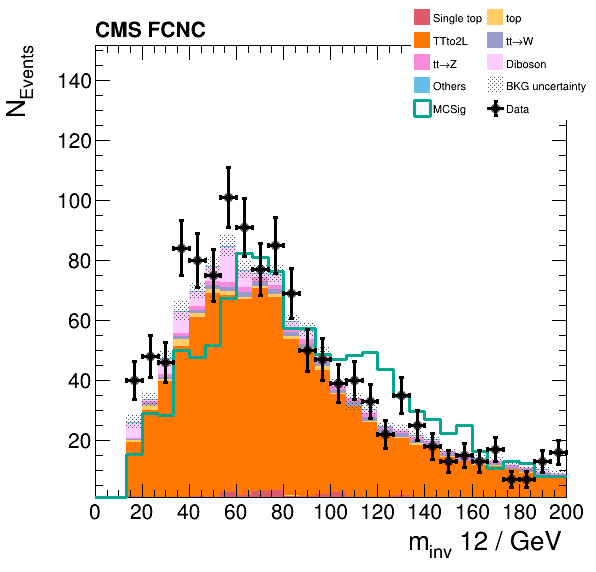 CMS FCNC
Single top
top
TTto2L
tt→W
tt→Z
Diboson
Others
BKG uncertainty
MCSig
Data
N_Events
140
120
100
80
60
40
20
0 20 40 60 80 100 120 140 160 180 200
m_inv 12 / GeV